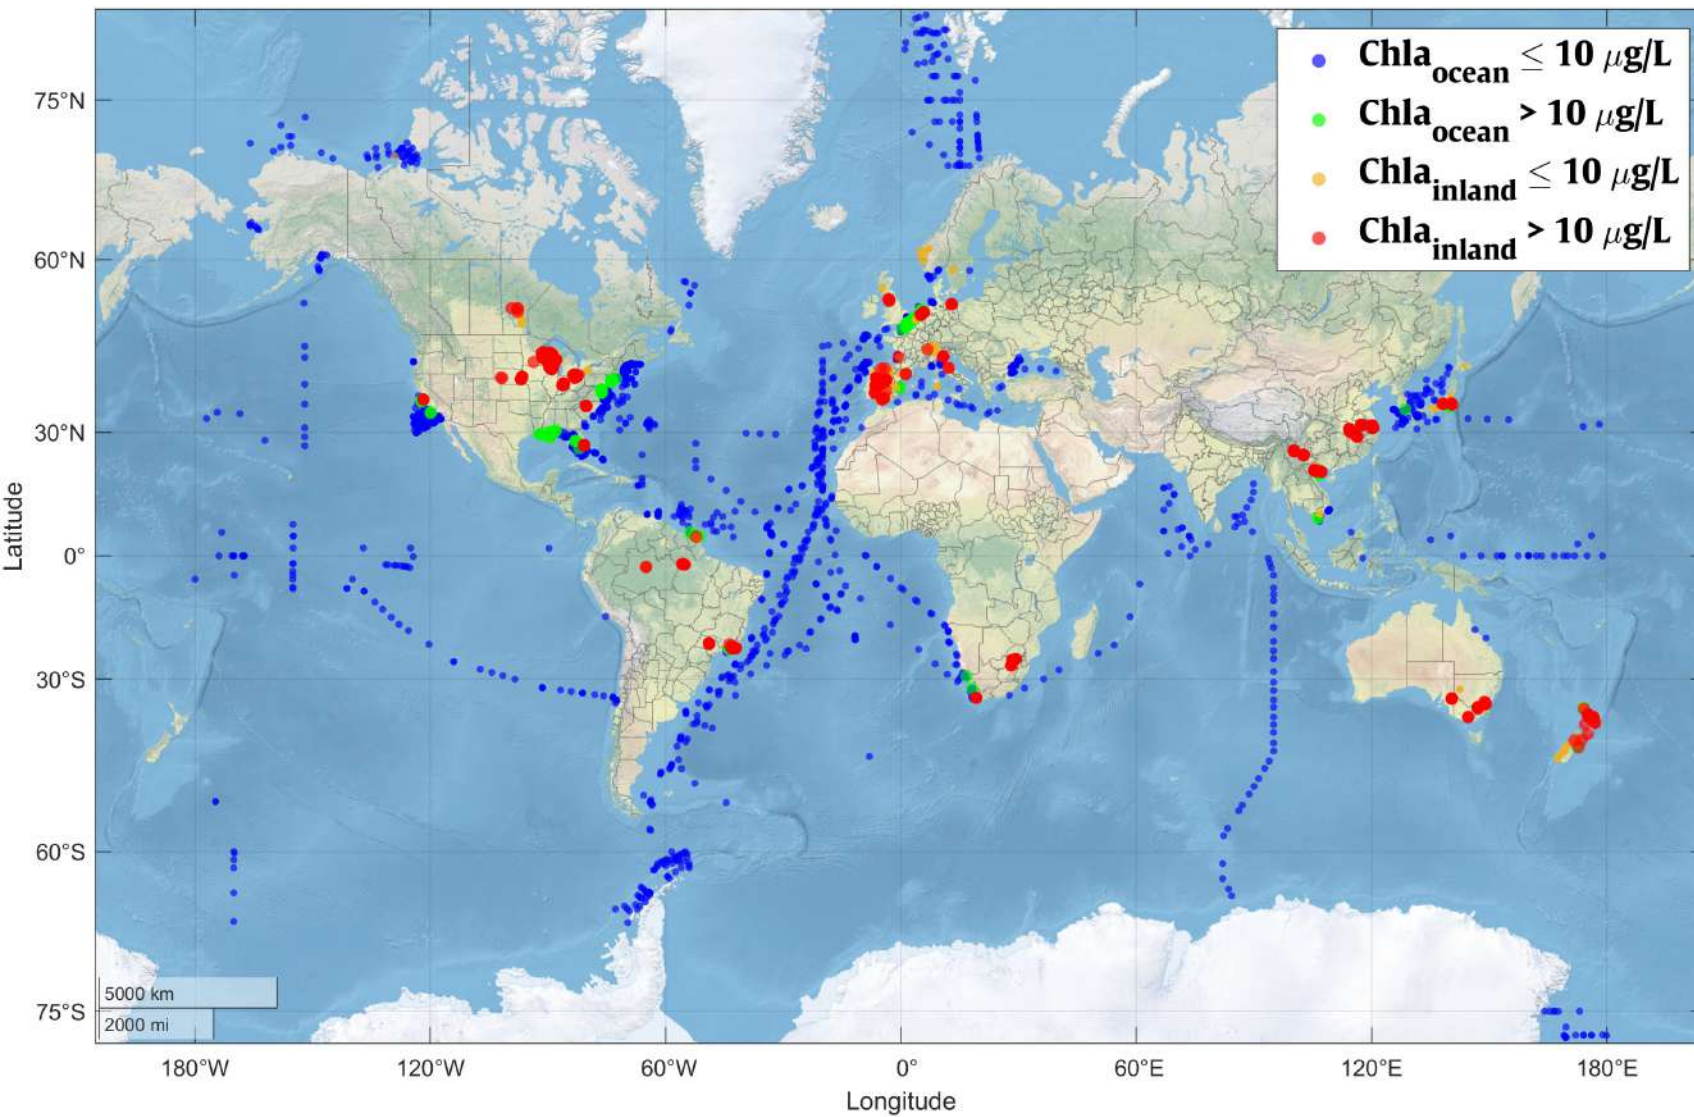 Chla_ocean ≤ 10 μg/L
Chla_ocean > 10 μg/L
Chla_inland ≤ 10 μg/L
Chla_inland > 10 μg/L
75°N
60°N
30°N
0°
30°S
60°S
75°S
Latitude
5000 km
2000 mi
180°W
120°W
60°W
0°
60°E
120°E
180°E
Longitude